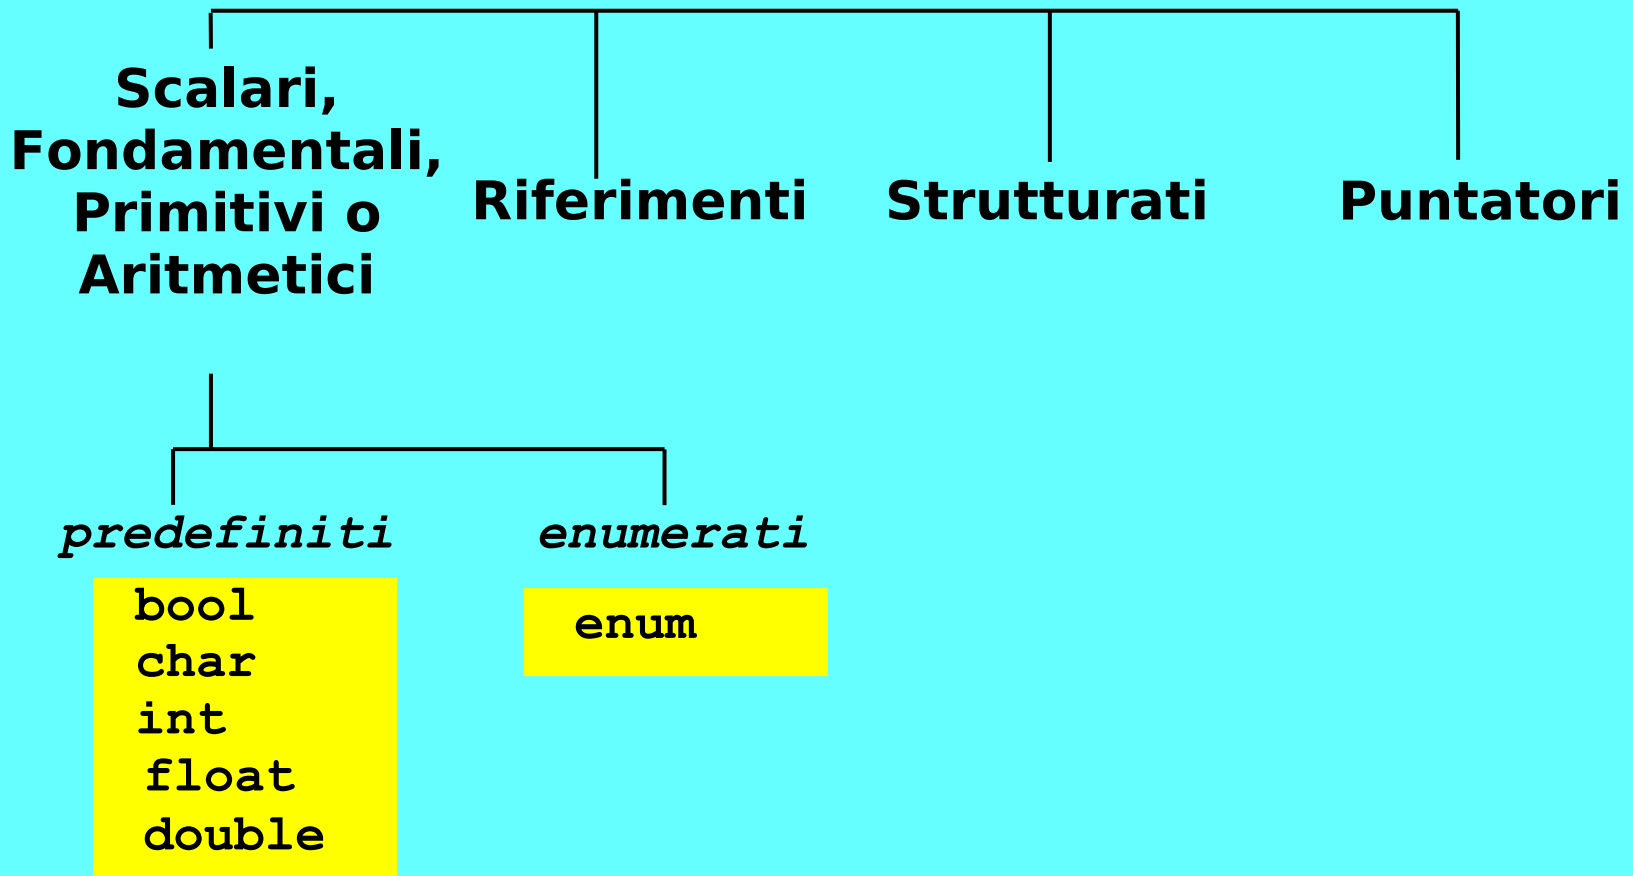 Scalari,
Fondamentali,
Primitivi o
Aritmetici
Riferimenti
Strutturati
Puntatori
predefiniti
bool
char
int
float
double
enumerati
enum